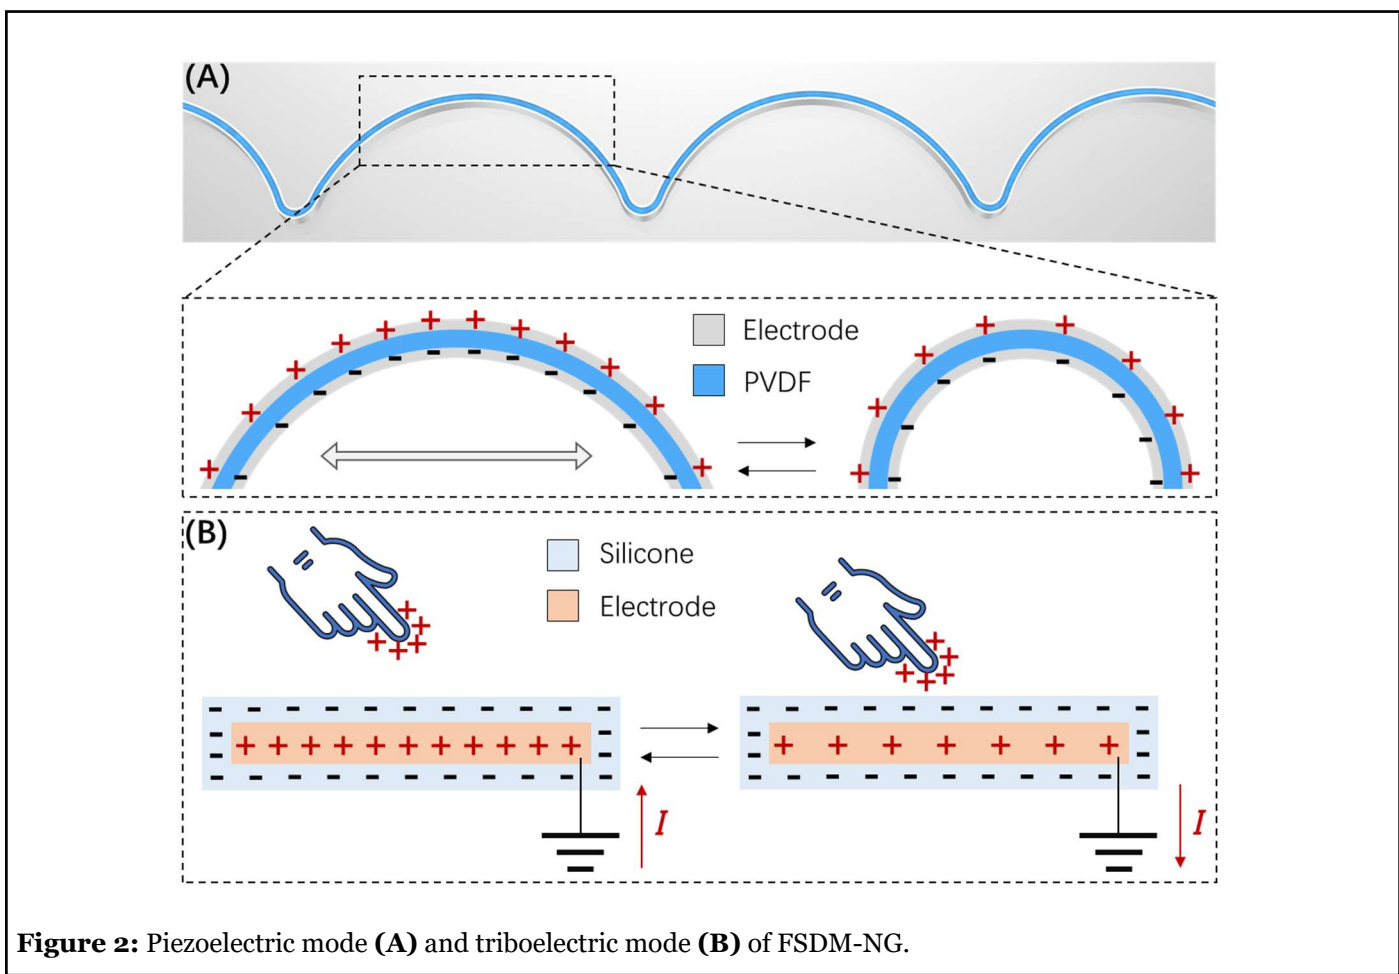 (A)
Electrode
PVDF
(B)
Silicone
Electrode
I
I
Figure 2: Piezoelectric mode (A) and triboelectric mode (B) of FSDM-NG.